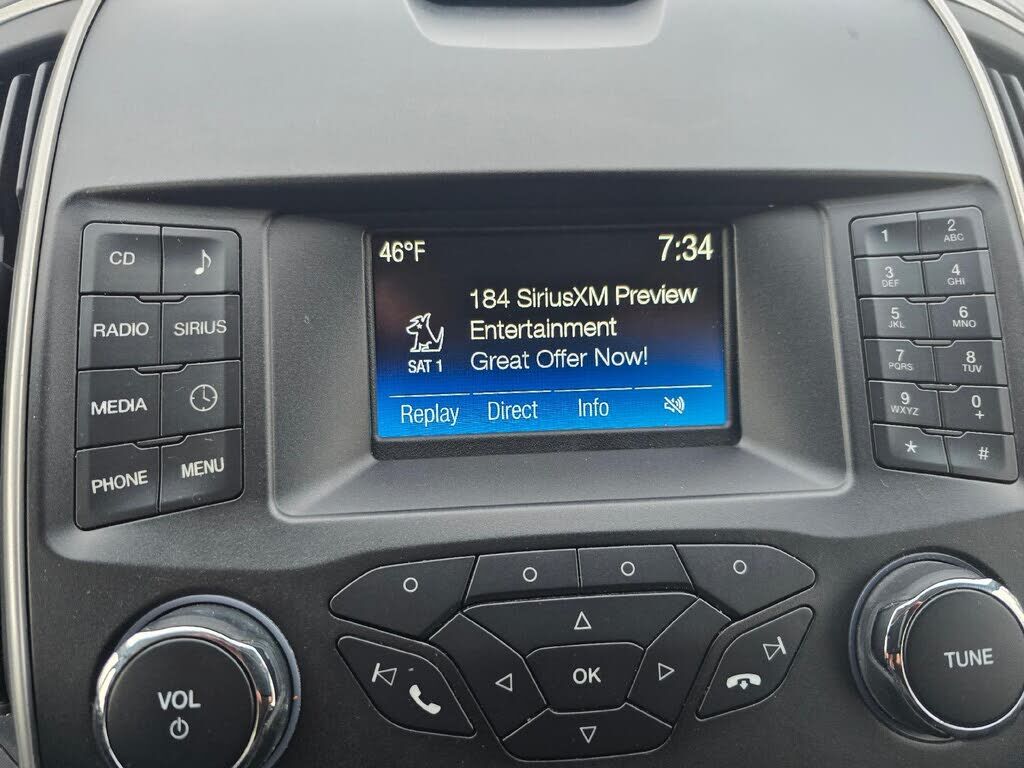 46°F 7:34
184 SiriusXM Preview
Entertainment
SAT 1 Great Offer Now!
Replay Direct Info
CD
RADIO SIRIUS
MEDIA
PHONE MENU
1 2 ABC
3 DEF 4 GHI
5 JKL 6 MNO
7 PQRS 8 TUV
9 WXYZ 0 +
* #
OK
VOL
TUNE